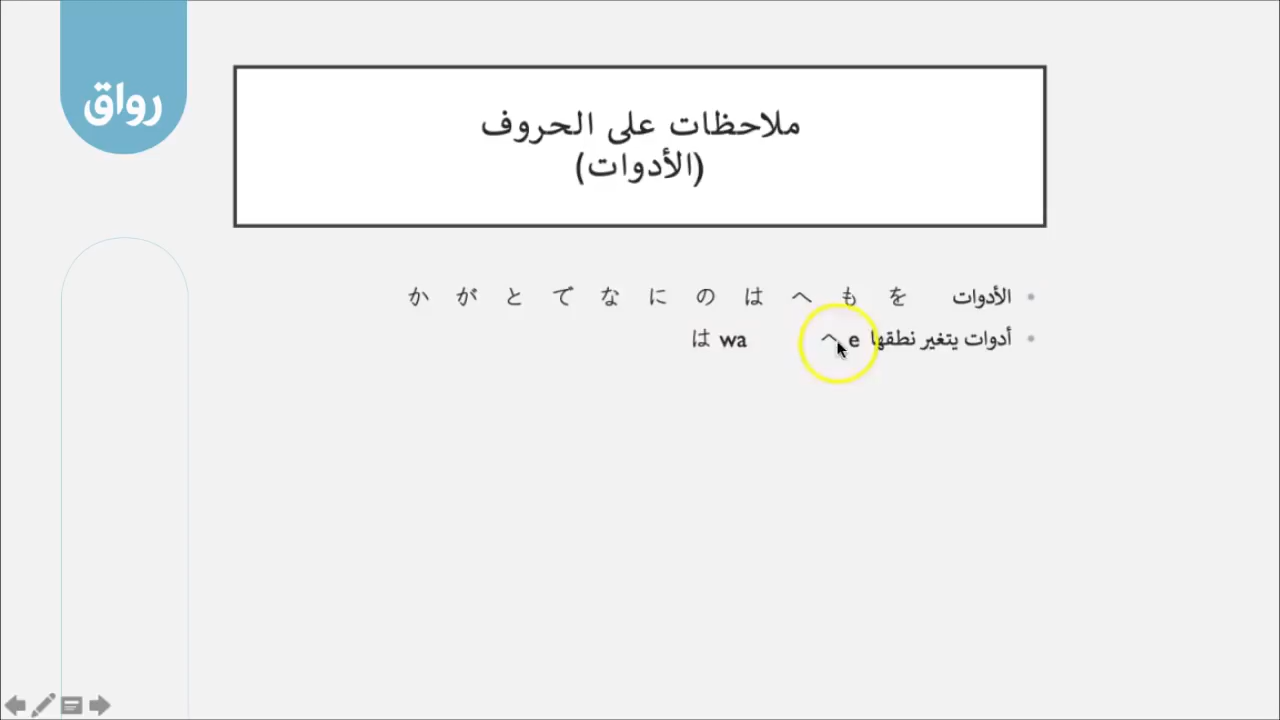 رواق
ملاحظات على الحروف
(الأدوات)
الأدوات を も へ は の に な で と が か
أدوات يتغير نطقها e へ wa は